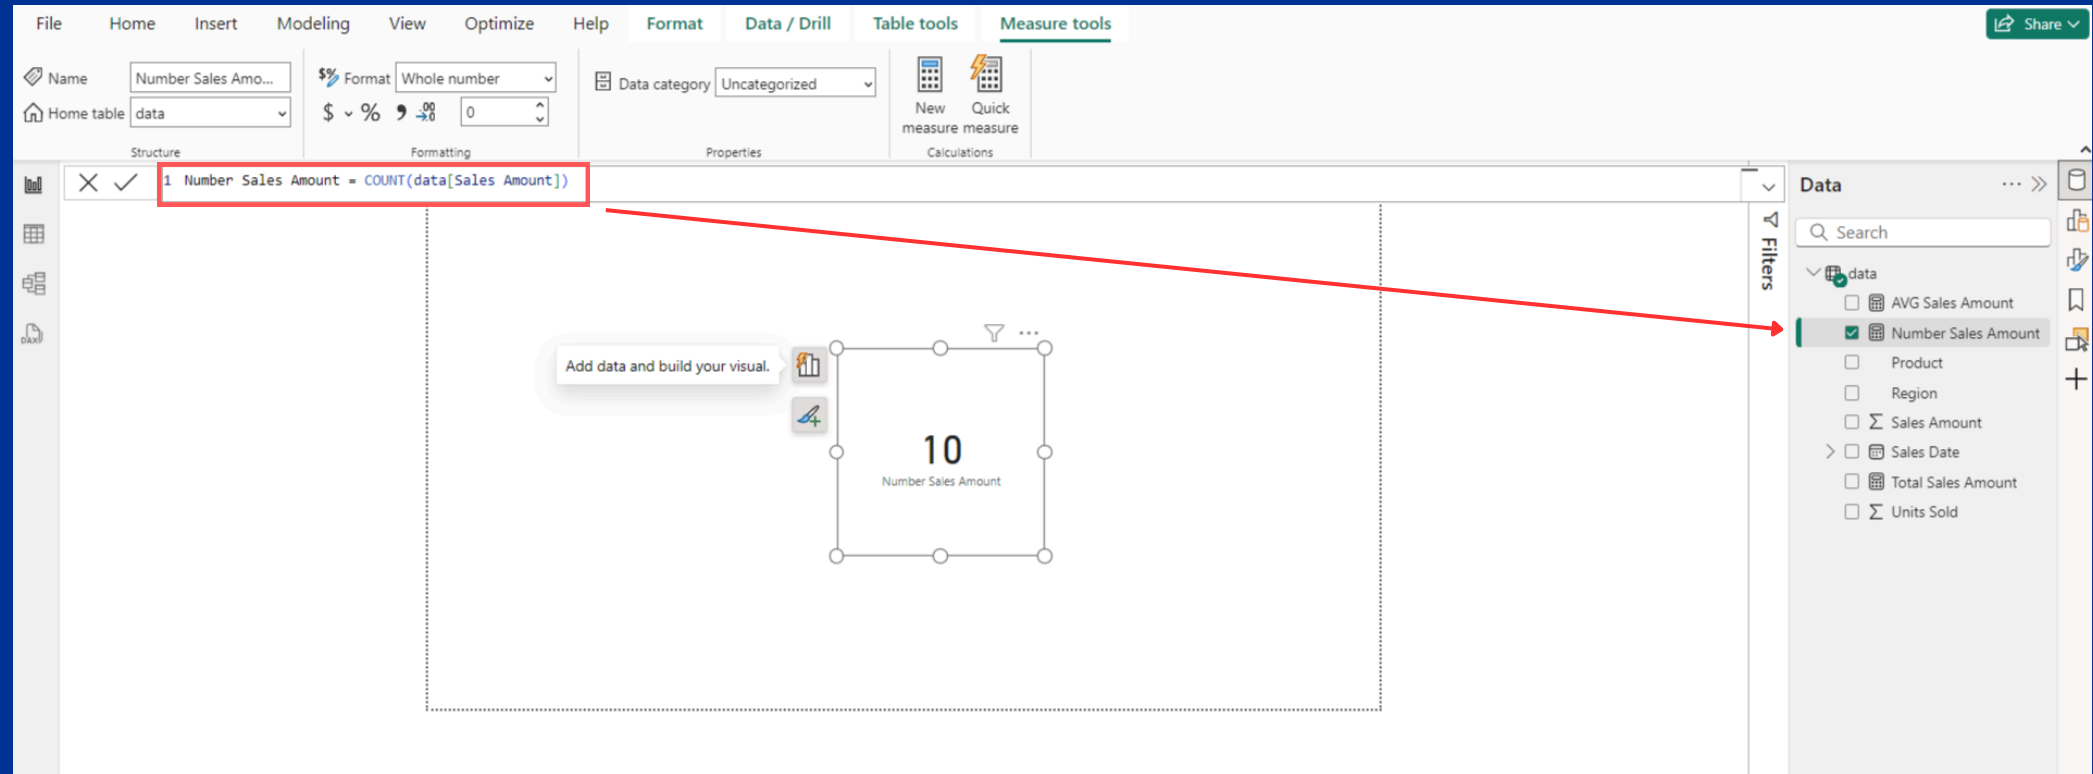 File Home Insert Modeling View Optimize Help Format Data / Drill Table tools Measure tools Share
Name Number Sales Amo...
Home table data
Structure
$% Format Whole number
$ % , .00 0
Formatting
Data category Uncategorized
Properties
New measure
Quick measure
Calculations
1 Number Sales Amount = COUNT(data[Sales Amount])
DAX
Add data and build your visual.
10
Number Sales Amount
Filters
Data
Search
data
AVG Sales Amount
Number Sales Amount
Product
Region
Sales Amount
Sales Date
Total Sales Amount
Units Sold